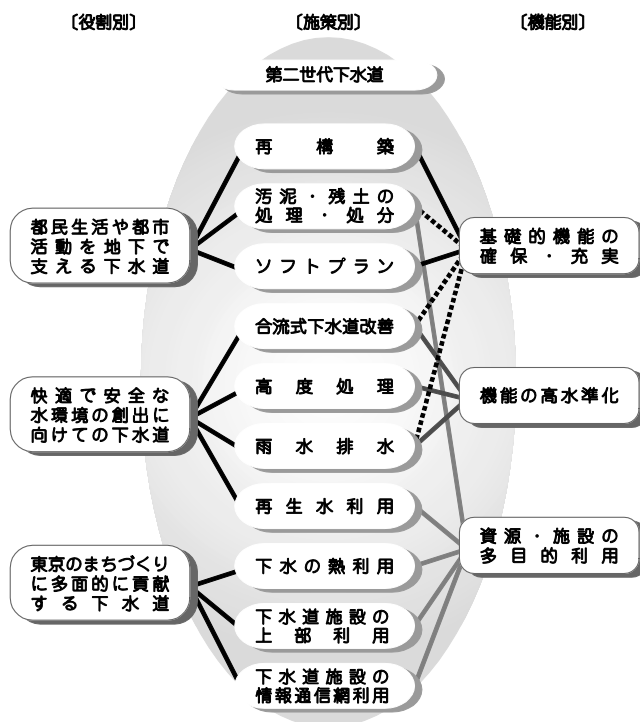 〔役割別〕
〔施策別〕
〔機能別〕
第二世代下水道
再構築
汚泥・残土の
処理・処分
ソフトプラン
合流式下水道改善
高度処理
雨水排水
再生水利用
下水の熱利用
下水道施設の
上部利用
下水道施設の
情報通信網利用
都民生活や都市
活動を地下で
支える下水道
快適で安全な
水環境の創出に
向けての下水道
東京のまちづくり
に多面的に貢献
する下水道
基礎的機能の
確保・充実
機能の高水準化
資源・施設の
多目的利用